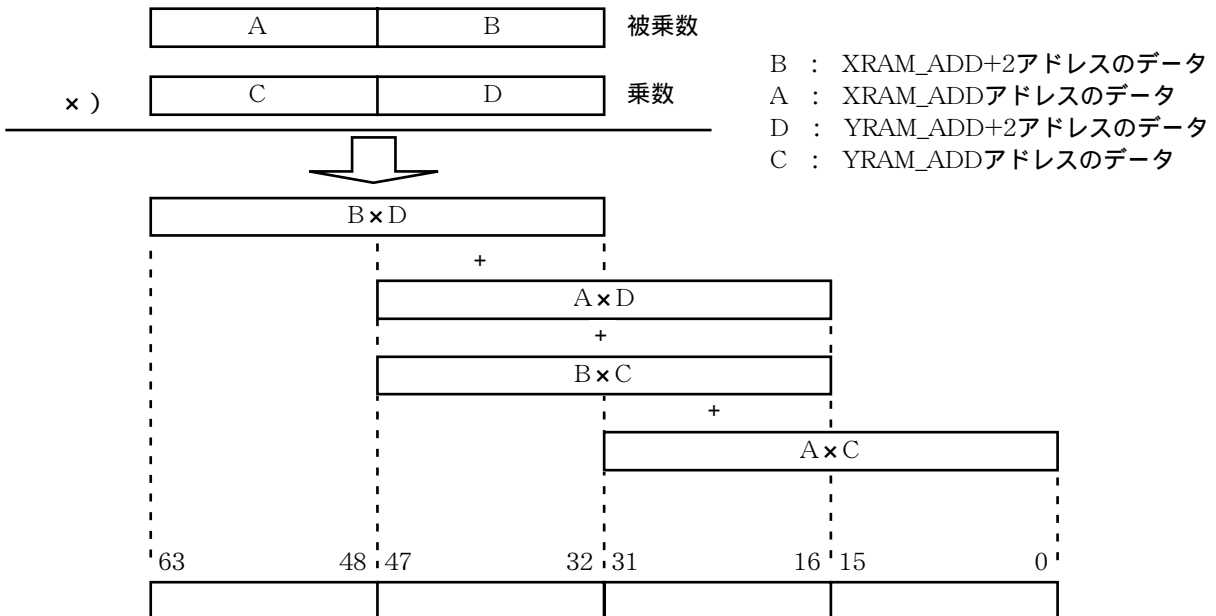 A B 被乗数
×) C D 乗数
B : XRAM_ADD+2アドレスのデータ
A : XRAM_ADDアドレスのデータ
D : YRAM_ADD+2アドレスのデータ
C : YRAM_ADDアドレスのデータ
B×D
+
A×D
+
B×C
+
A×C
63 48 47 32 31 16 15 0